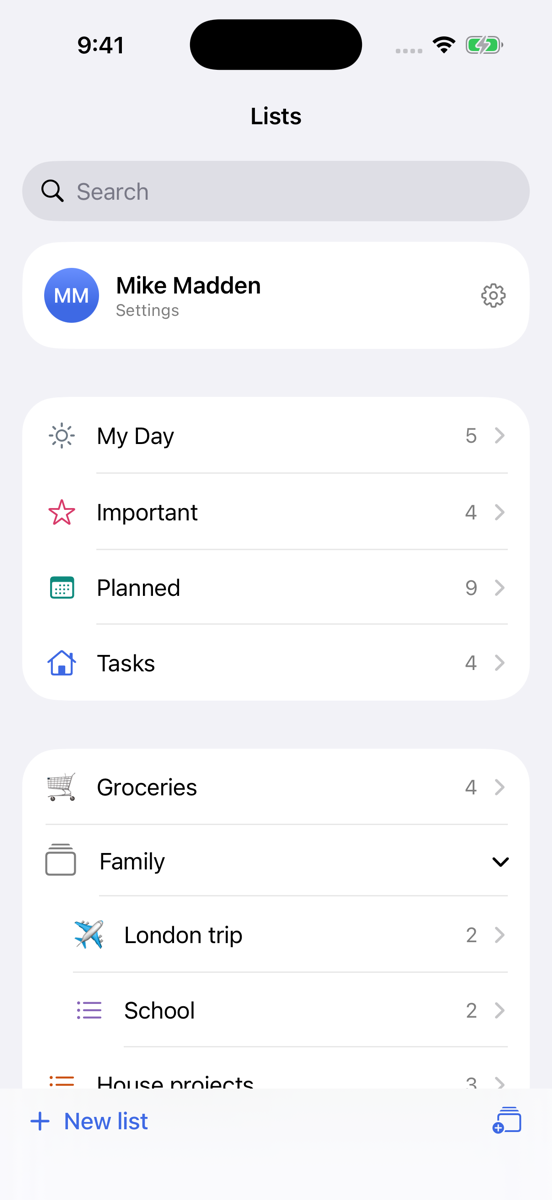 9:41
Lists
Search
MM
Mike Madden
Settings
My Day 5
Important 4
Planned 9
Tasks 4
Groceries 4
Family
London trip 2
School 2
House projects 3
+ New list